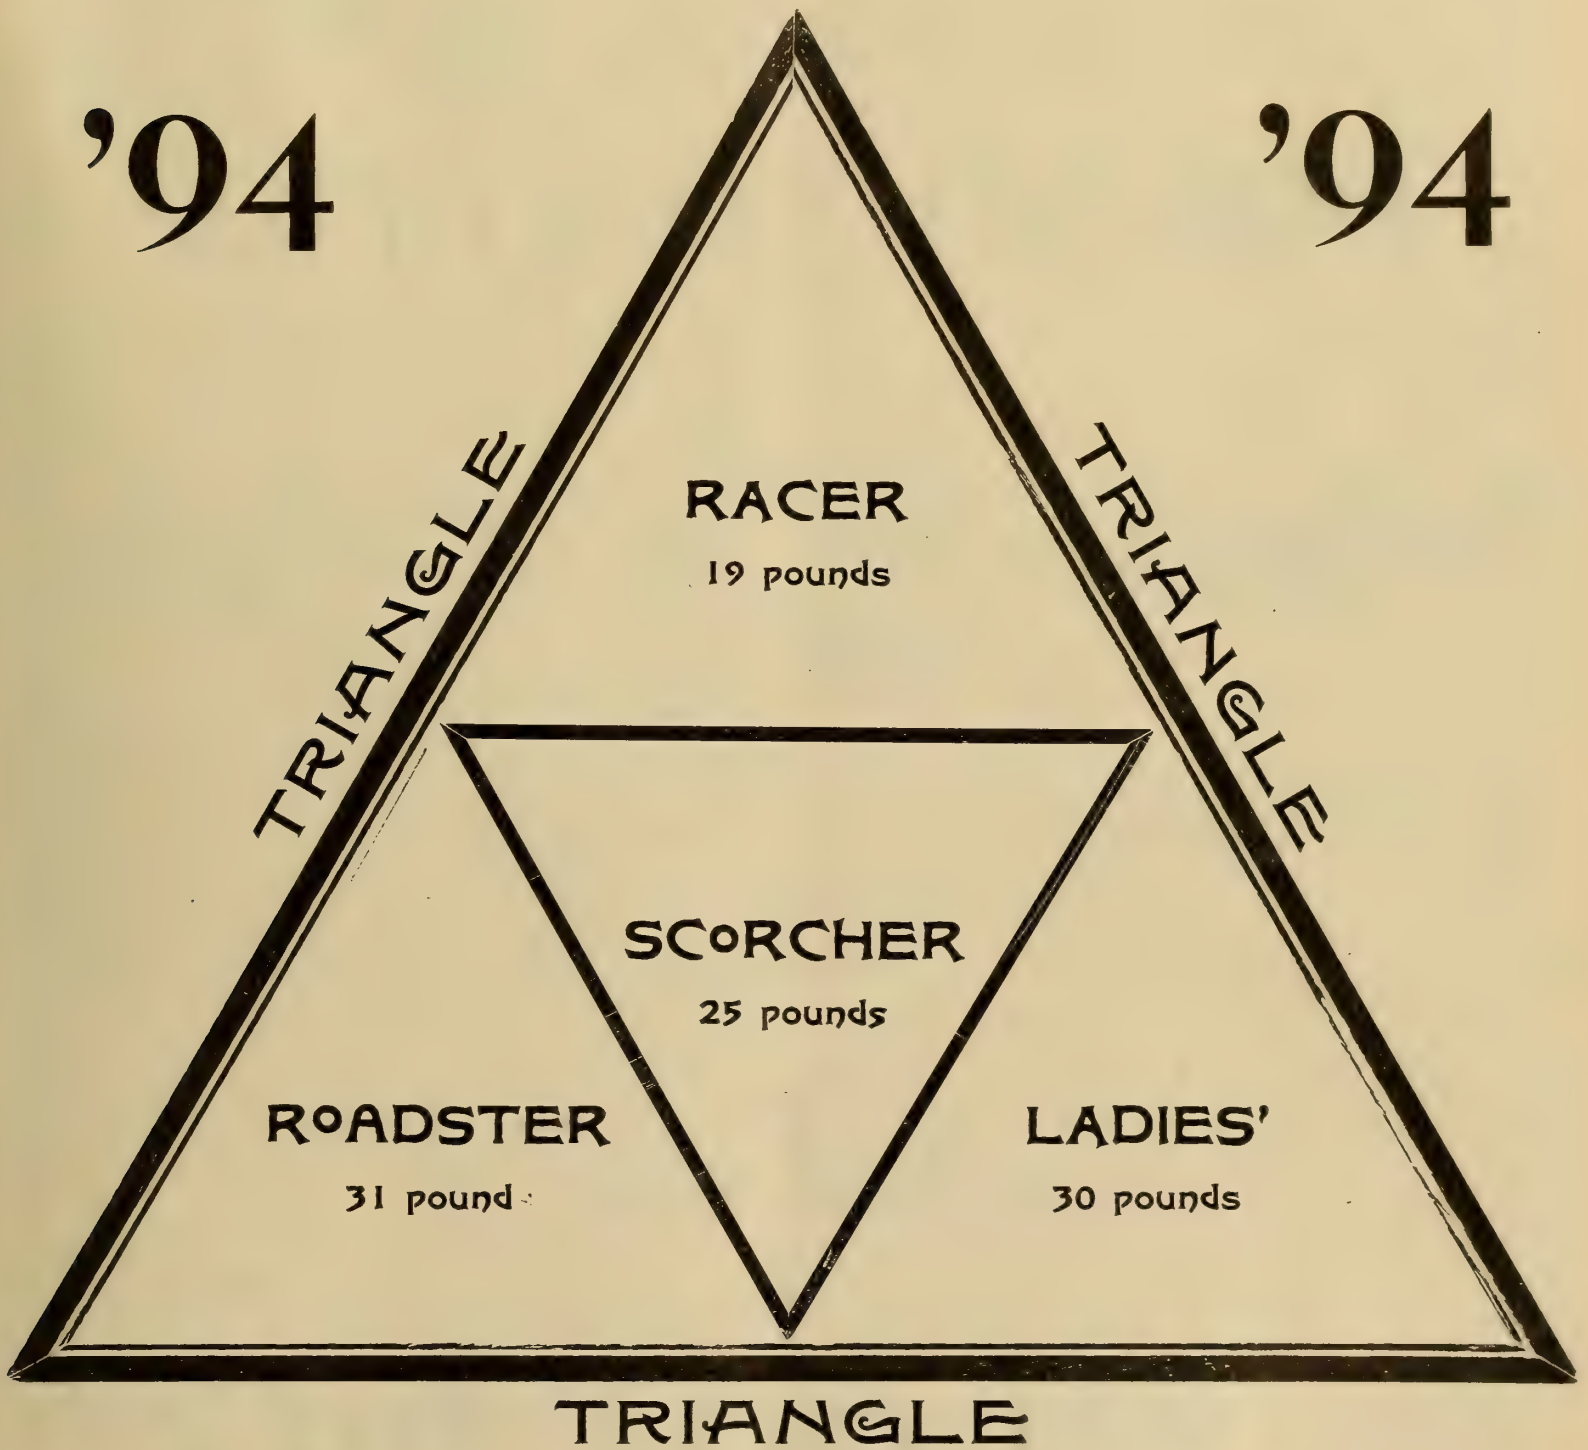 '94
'94
TRIANGLE
TRIANGLE
RACER
19 pounds
SCORCHER
25 pounds
ROADSTER
31 pound
LADIES'
30 pounds
TRIANGLE